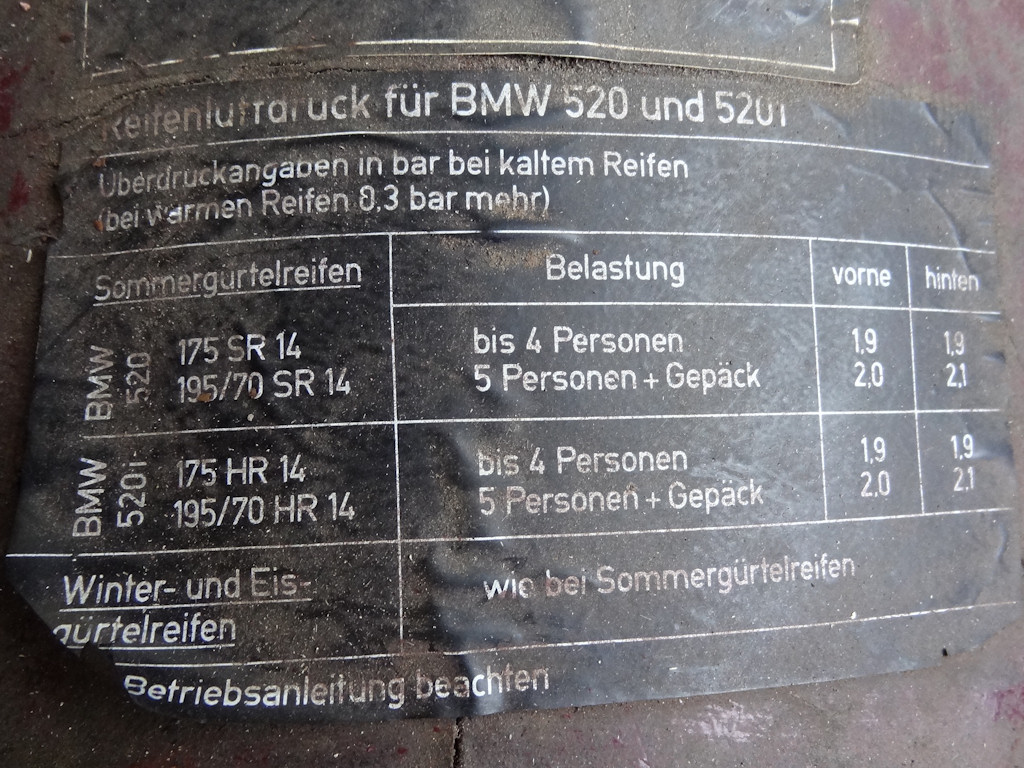 Reifenluftdruck für BMW 520 und 520i
Überdruckangaben in bar bei kaltem Reifen
(bei warmen Reifen 0,3 bar mehr)
Sommergürtelreifen Belastung vorne hinten
BMW 520
175 SR 14 bis 4 Personen 1,9 1,9
195/70 SR 14 5 Personen + Gepäck 2,0 2,1
BMW 520i
175 HR 14 bis 4 Personen 1,9 1,9
195/70 HR 14 5 Personen + Gepäck 2,0 2,1
Winter- und Eis- wie bei Sommergürtelreifen
gürtelreifen
Betriebsanleitung beachten